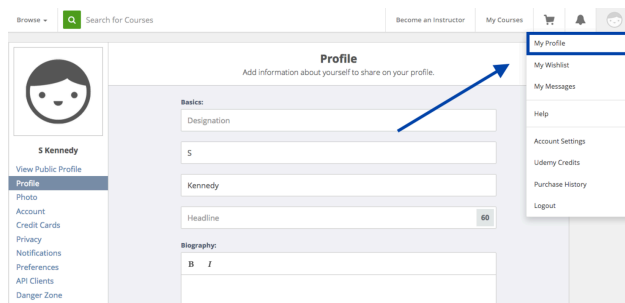 Browse
Search for Courses
Become an Instructor
My Courses
My Profile
My Wishlist
My Messages
Help
Account Settings
Udemy Credits
Purchase History
Logout
Profile
Add information about yourself to share on your profile.
S Kennedy
View Public Profile
Profile
Photo
Account
Credit Cards
Privacy
Notifications
Preferences
API Clients
Danger Zone
Basics:
Designation
S
Kennedy
Headline 60
Biography:
B I